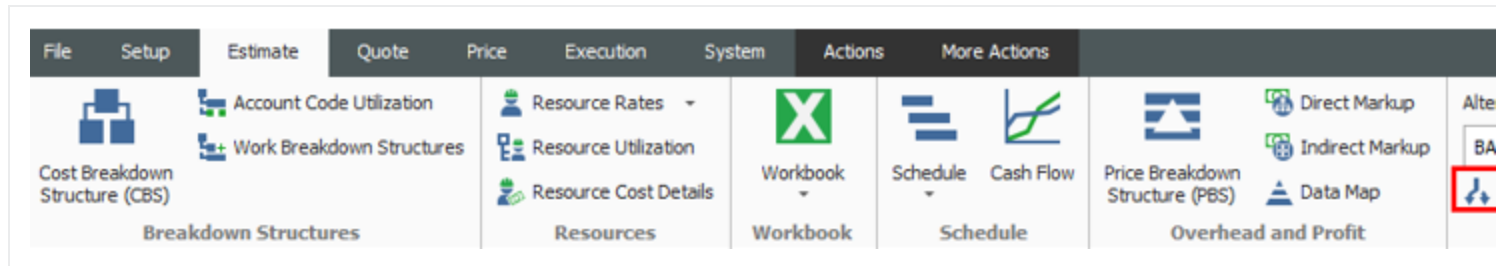 File Setup Estimate Quote Price Execution System Actions More Actions
Account Code Utilization Resource Rates Direct Markup
Work Breakdown Structures Resource Utilization Indirect Markup
Cost Breakdown Structure (CBS) Resource Cost Details Workbook Schedule Cash Flow Price Breakdown Structure (PBS) Data Map
Breakdown Structures Resources Workbook Schedule Overhead and Profit